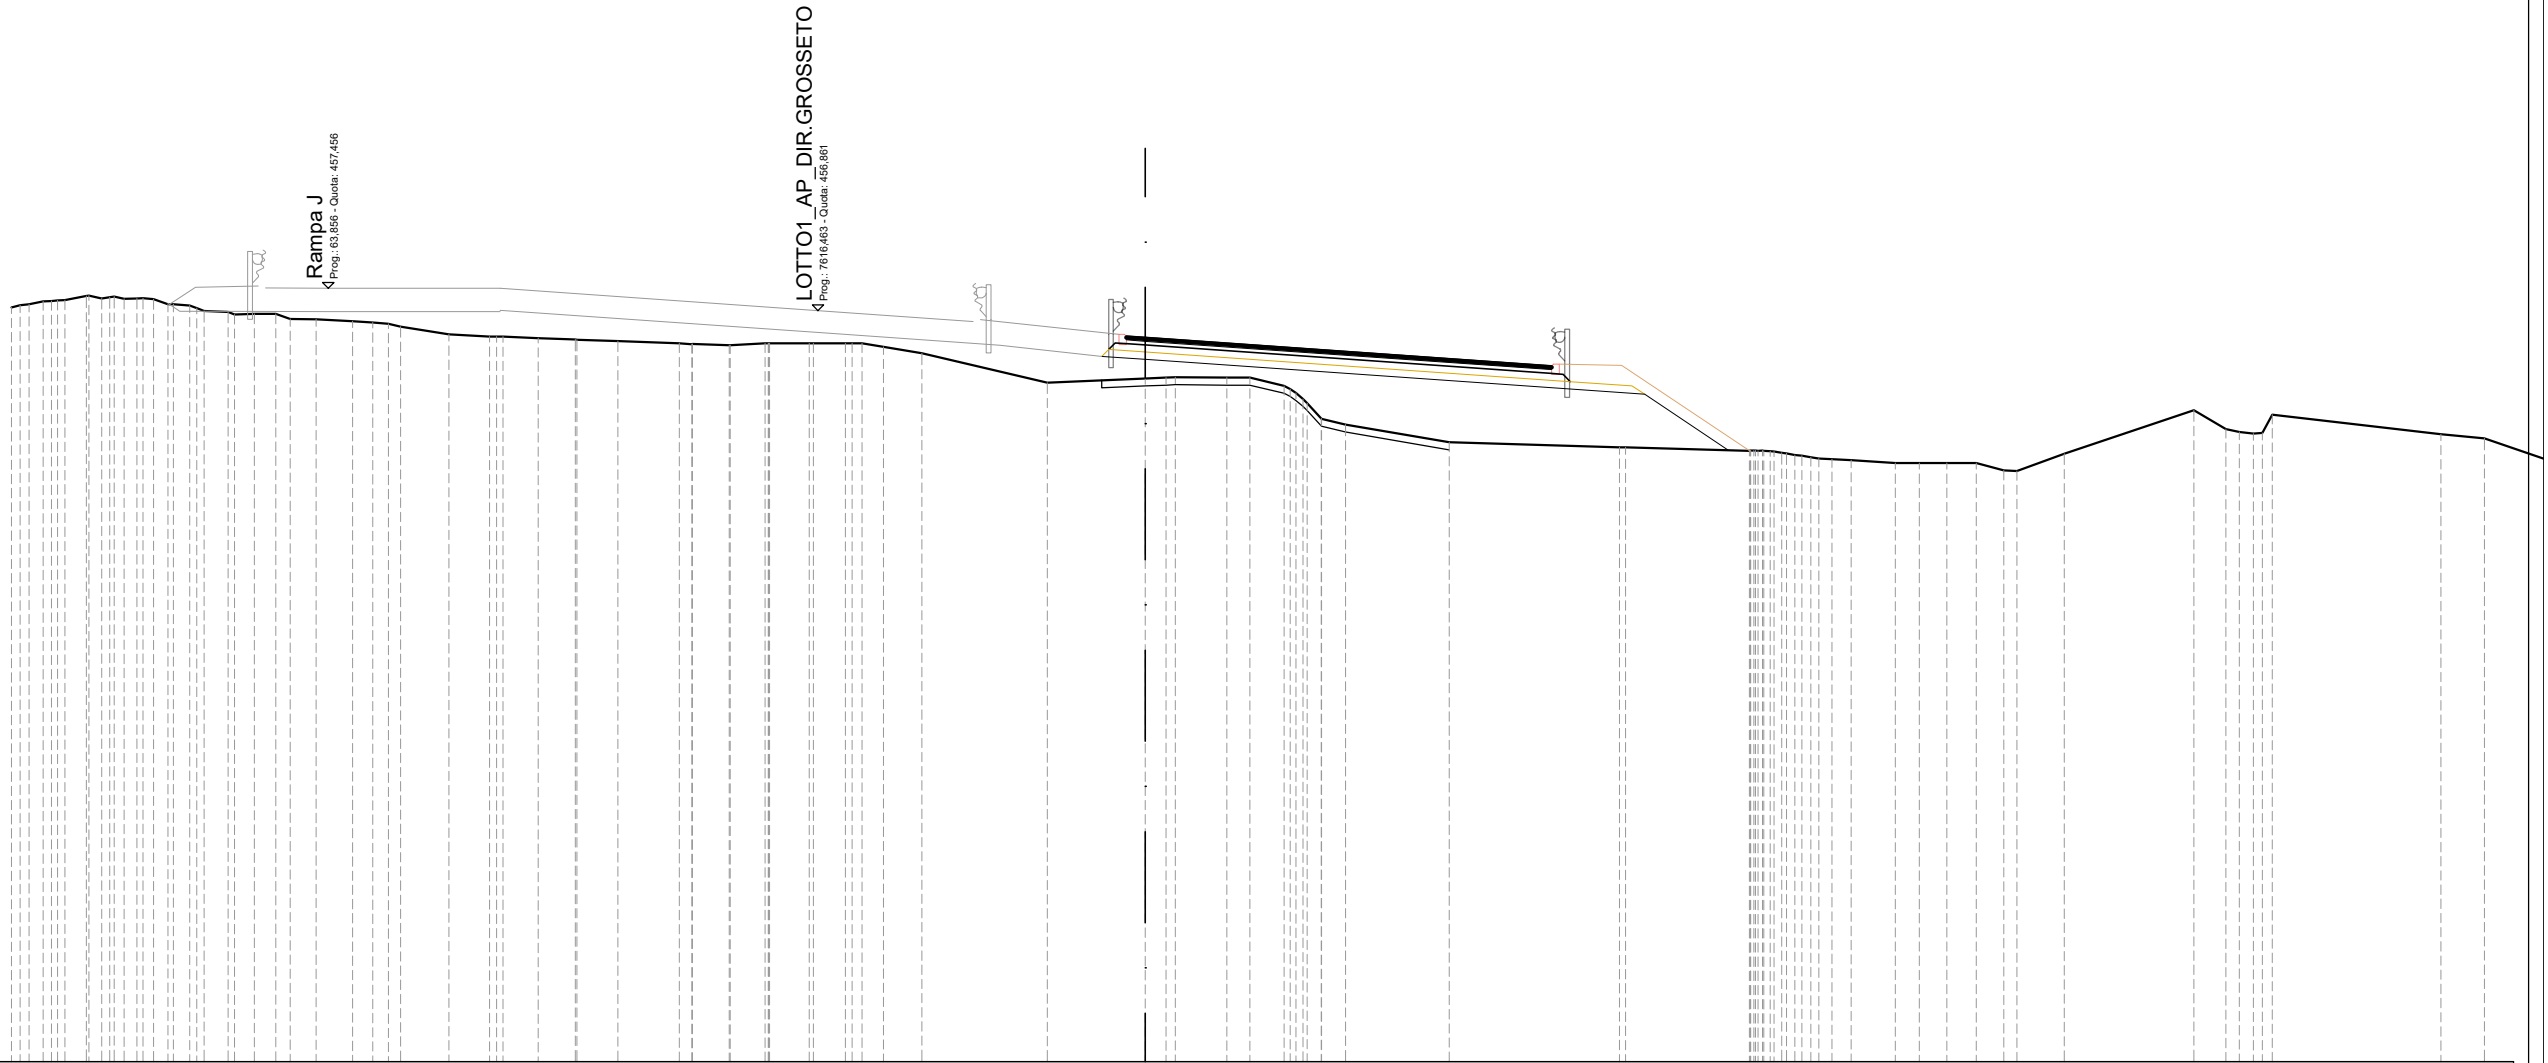 Rampa J
Prog.: 63,856 - Quota: 457,456
LOTTO1_AP_DIR.GROSSETO
Prog.: 7616,463 - Quota: 456,861